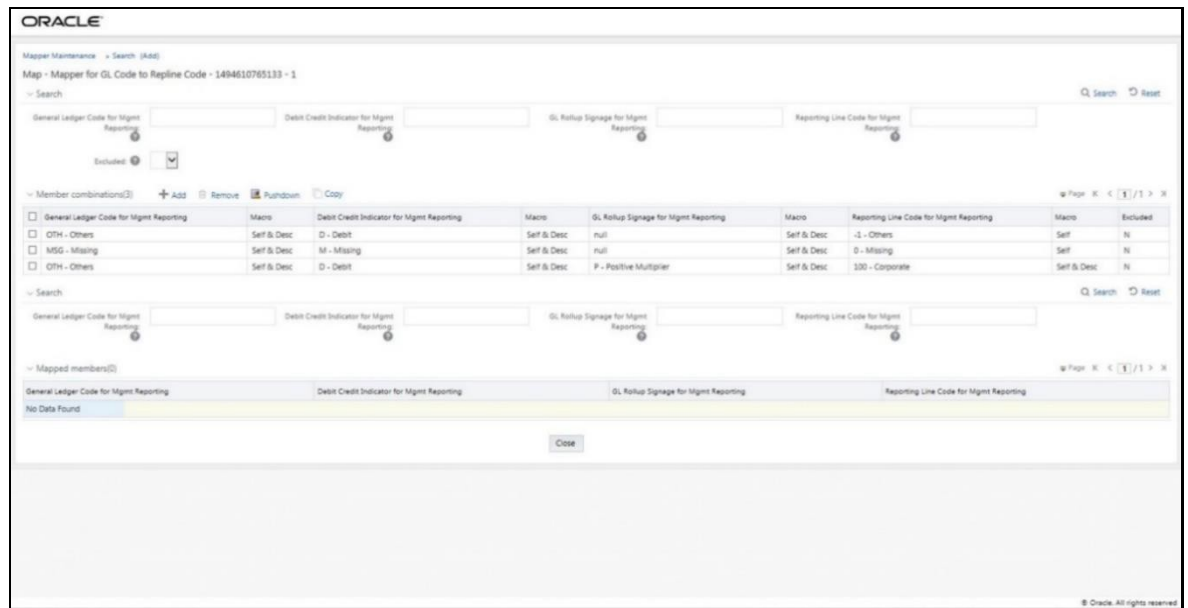 ORACLE
Mapper Maintenance » Search (Add)
Map - Mapper for GL Code to Repline Code - 1494610765133 - 1
Search
Search Reset
General Ledger Code for Mgmt Reporting:
Debit Credit Indicator for Mgmt Reporting:
GL Rollup Signage for Mgmt Reporting:
Reporting Line Code for Mgmt Reporting:
Excluded:
Member combinations(3) Add Remove Pushdown Copy Page 1 / 1
General Ledger Code for Mgmt Reporting Macro Debit Credit Indicator for Mgmt Reporting Macro GL Rollup Signage for Mgmt Reporting Macro Reporting Line Code for Mgmt Reporting Macro Excluded
OTH - Others Self & Desc D - Debit Self & Desc null Self & Desc -1 - Others Self N
MSG - Missing Self & Desc M - Missing Self & Desc null Self & Desc 0 - Missing Self N
OTH - Others Self & Desc D - Debit Self & Desc P - Positive Multiplier Self & Desc 100 - Corporate Self & Desc N
Search
Search Reset
General Ledger Code for Mgmt Reporting:
Debit Credit Indicator for Mgmt Reporting:
GL Rollup Signage for Mgmt Reporting:
Reporting Line Code for Mgmt Reporting:
Mapped members(0) Page 1 / 1
General Ledger Code for Mgmt Reporting Debit Credit Indicator for Mgmt Reporting GL Rollup Signage for Mgmt Reporting Reporting Line Code for Mgmt Reporting
No Data Found
Close
© Oracle. All rights reserved